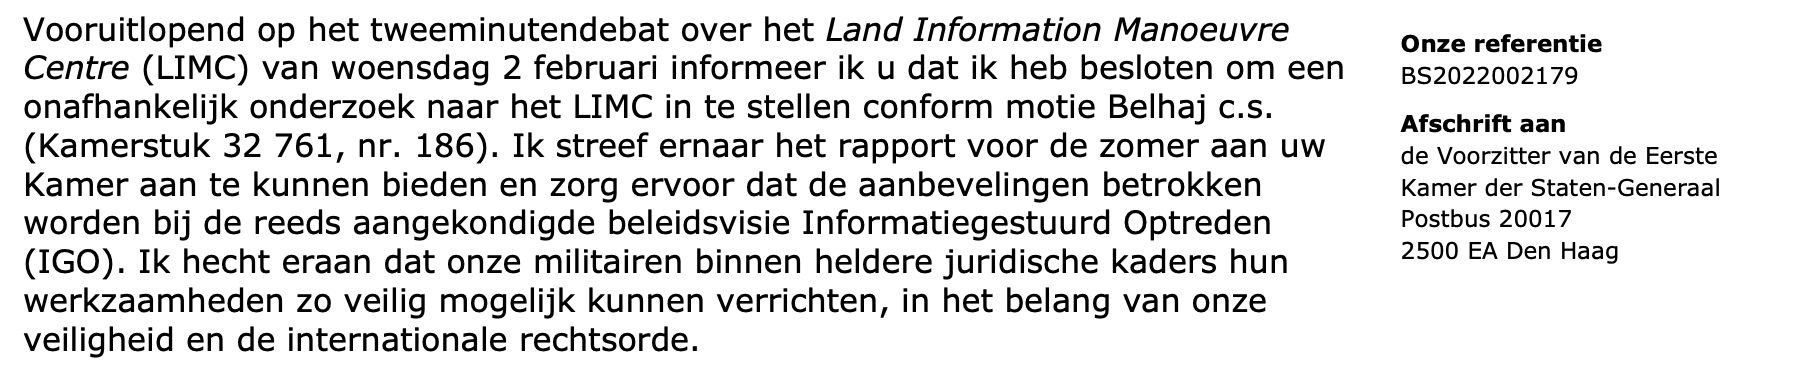 Vooruitlopend op het tweeminutendebat over het Land Information Manoeuvre
Centre (LIMC) van woensdag 2 februari informeer ik u dat ik heb besloten om een
onafhankelijk onderzoek naar het LIMC in te stellen conform motie Belhaj c.s.
(Kamerstuk 32 761, nr. 186). Ik streef ernaar het rapport voor de zomer aan uw
Kamer aan te kunnen bieden en zorg ervoor dat de aanbevelingen betrokken
worden bij de reeds aangekondigde beleidsvisie Informatiegestuurd Optreden
(IGO). Ik hecht eraan dat onze militairen binnen heldere juridische kaders hun
werkzaamheden zo veilig mogelijk kunnen verrichten, in het belang van onze
veiligheid en de internationale rechtsorde.
Onze referentie
BS2022002179
Afschrift aan
de Voorzitter van de Eerste
Kamer der Staten-Generaal
Postbus 20017
2500 EA Den Haag